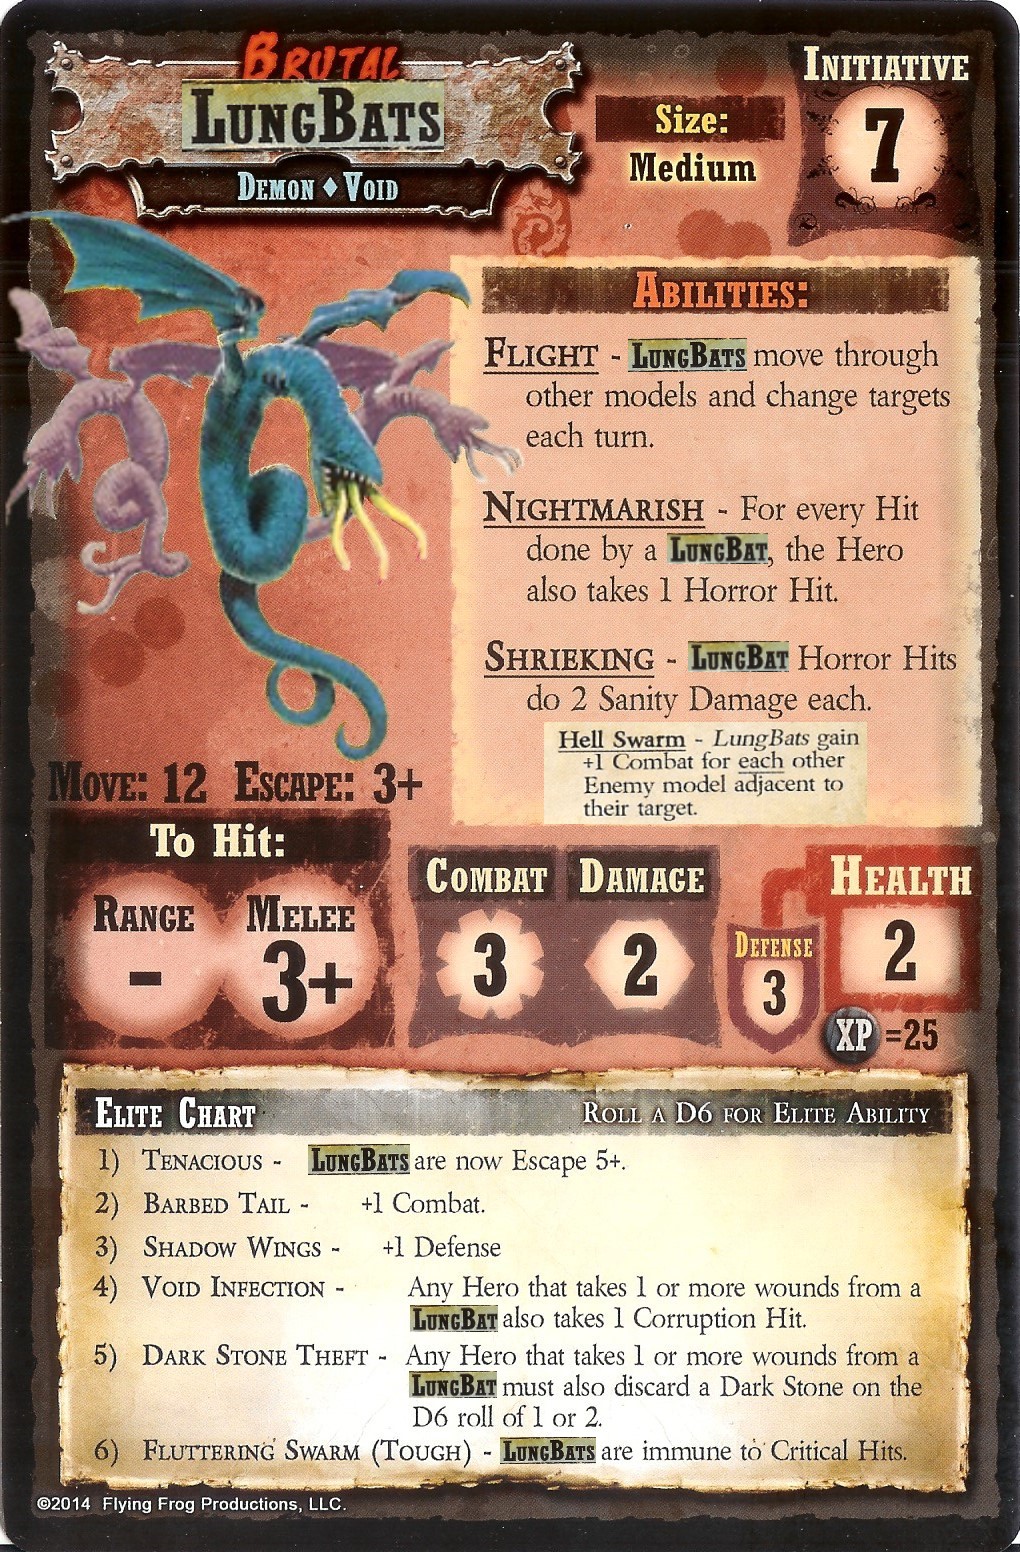 BRUTAL
LUNGBATS
DEMON ♦ VOID
Size:
Medium
INITIATIVE
7
ABILITIES:
FLIGHT - LUNGBATS move through
other models and change targets
each turn.
NIGHTMARISH - For every Hit
done by a LUNGBAT, the Hero
also takes 1 Horror Hit.
SHRIEKING - LUNGBAT Horror Hits
do 2 Sanity Damage each.
Hell Swarm - LungBats gain
+1 Combat for each other
Enemy model adjacent to
their target.
MOVE: 12 ESCAPE: 3+
TO HIT:
RANGE MELEE
- 3+
COMBAT DAMAGE
3 2
DEFENSE
3
HEALTH
2
XP =25
ELITE CHART ROLL A D6 FOR ELITE ABILITY
1) TENACIOUS - LUNGBATS are now Escape 5+.
2) BARBED TAIL - +1 Combat.
3) SHADOW WINGS - +1 Defense
4) VOID INFECTION - Any Hero that takes 1 or more wounds from a
LUNGBAT also takes 1 Corruption Hit.
5) DARK STONE THEFT - Any Hero that takes 1 or more wounds from a
LUNGBAT must also discard a Dark Stone on the
D6 roll of 1 or 2.
6) FLUTTERING SWARM (TOUGH) - LUNGBATS are immune to Critical Hits.
©2014 Flying Frog Productions, LLC.